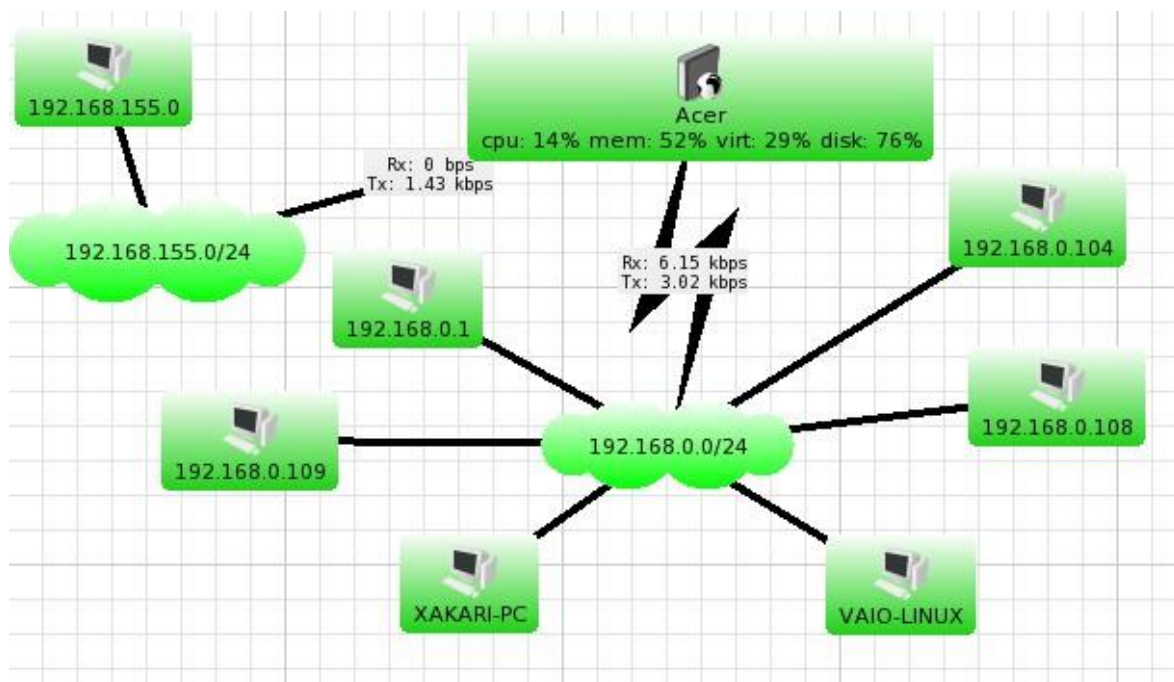 192.168.155.0
Acer
cpu: 14% mem: 52% virt: 29% disk: 76%
Rx: 0 bps
Tx: 1.43 kbps
192.168.155.0/24
192.168.0.104
Rx: 6.15 kbps
Tx: 3.02 kbps
192.168.0.1
192.168.0.108
192.168.0.0/24
192.168.0.109
XAKARI-PC
VAIO-LINUX